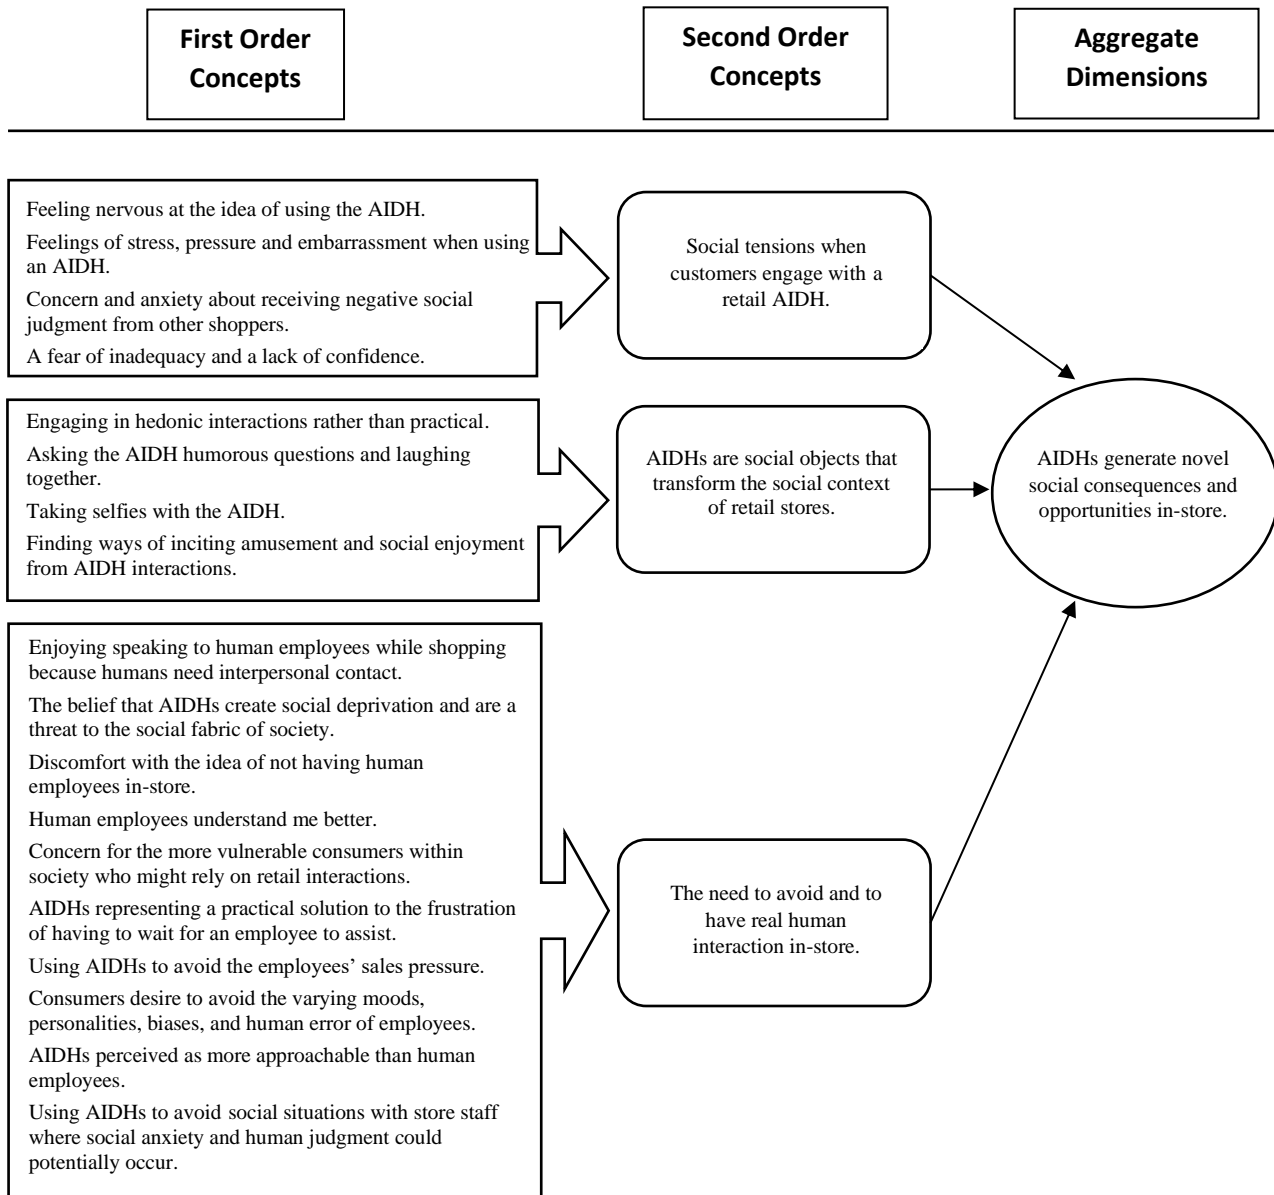 First Order
Concepts
Second Order
Concepts
Aggregate
Dimensions
Feeling nervous at the idea of using the AIDH.
Feelings of stress, pressure and embarrassment when using
an AIDH.
Concern and anxiety about receiving negative social
judgment from other shoppers.
A fear of inadequacy and a lack of confidence.
Social tensions when
customers engage with a
retail AIDH.
Engaging in hedonic interactions rather than practical.
Asking the AIDH humorous questions and laughing
together.
Taking selfies with the AIDH.
Finding ways of inciting amusement and social enjoyment
from AIDH interactions.
AIDHs are social objects that
transform the social context
of retail stores.
AIDHs generate novel
social consequences and
opportunities in-store.
Enjoying speaking to human employees while shopping
because humans need interpersonal contact.
The belief that AIDHs create social deprivation and are a
threat to the social fabric of society.
Discomfort with the idea of not having human
employees in-store.
Human employees understand me better.
Concern for the more vulnerable consumers within
society who might rely on retail interactions.
AIDHs representing a practical solution to the frustration
of having to wait for an employee to assist.
Using AIDHs to avoid the employees’ sales pressure.
Consumers desire to avoid the varying moods,
personalities, biases, and human error of employees.
AIDHs perceived as more approachable than human
employees.
Using AIDHs to avoid social situations with store staff
where social anxiety and human judgment could
potentially occur.
The need to avoid and to
have real human
interaction in-store.